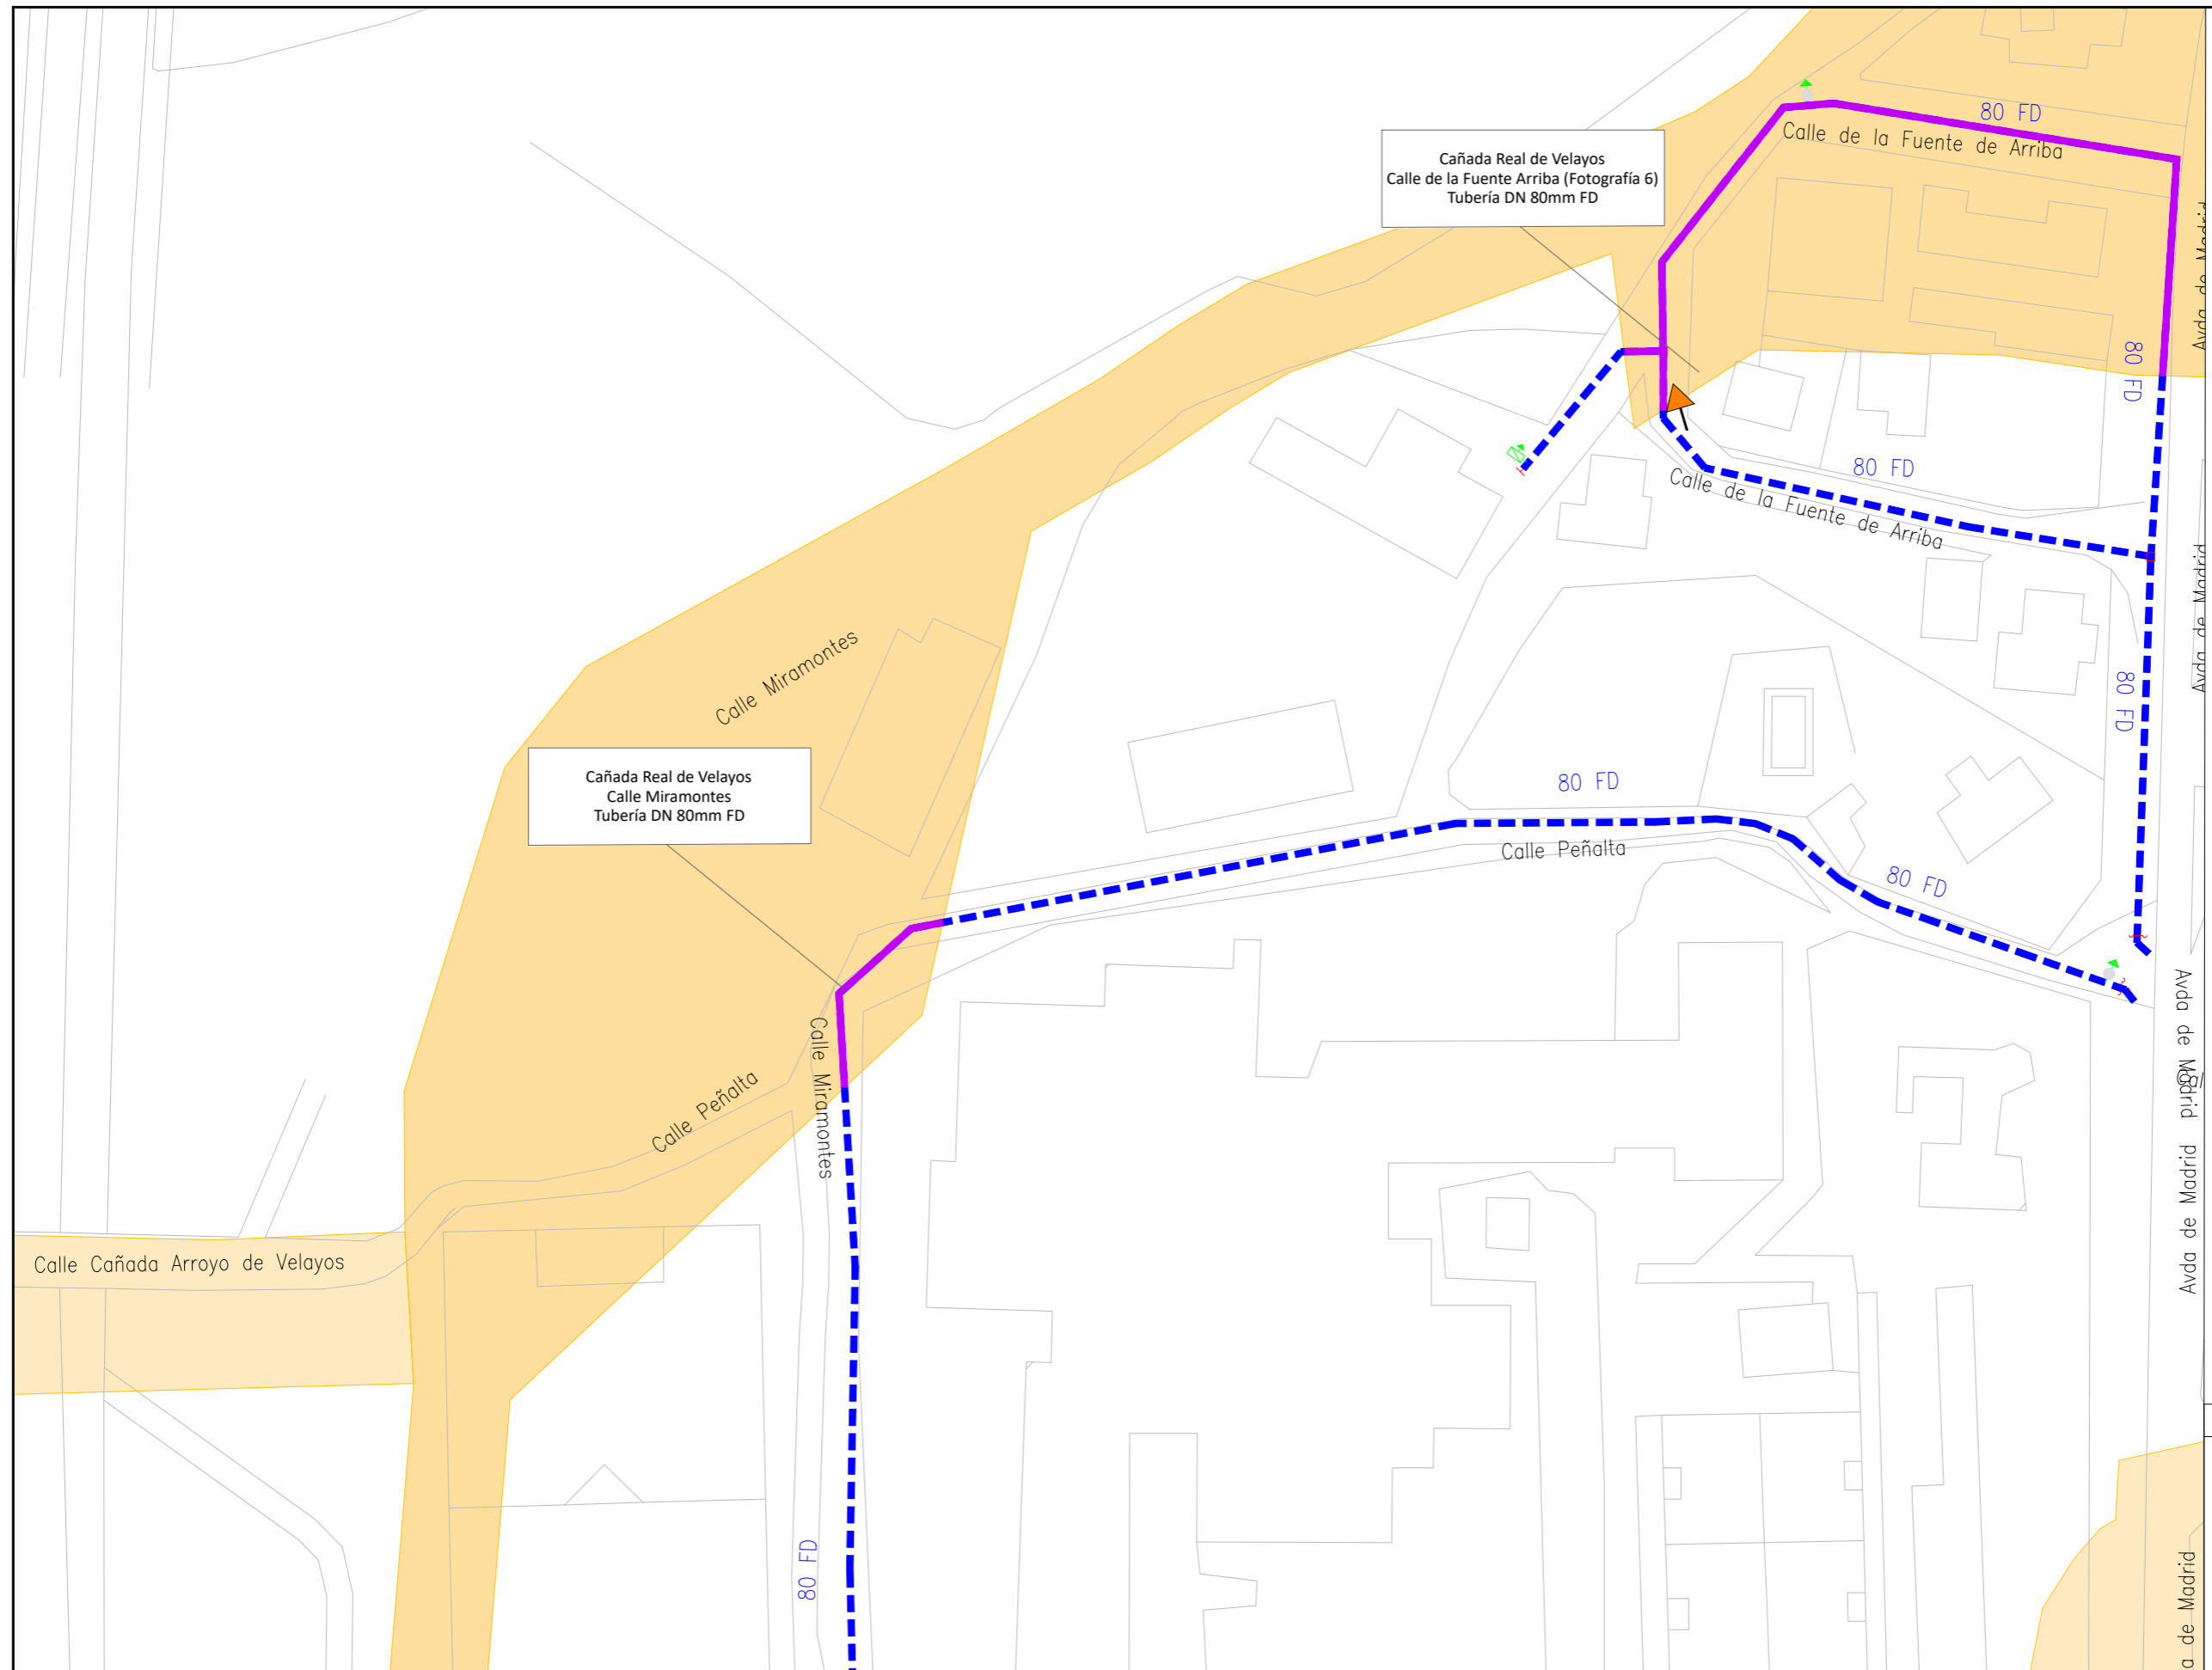 80 FD
Calle de la Fuente de Arriba
Cañada Real de Velayos
Calle de la Fuente Arriba (Fotografía 6)
Tubería DN 80mm FD
Avda de Madrid
80 FD
80 FD
Calle de la Fuente de Arriba
Avda de Madrid
Calle Miramontes
80 FD
80 FD
Cañada Real de Velayos
Calle Miramontes
Tubería DN 80mm FD
Calle Peñalta
80 FD
Avda de Madrid
Calle Miramontes
Calle Peñalta
Avda de Madrid
Calle Cañada Arroyo de Velayos
80 FD
a de Madrid